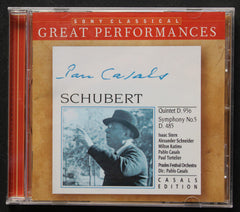 SONY CLASSICAL
GREAT PERFORMANCES
Pau Casals
SCHUBERT
Quintet D. 956
Symphony No.5
D. 485
Isaac Stern
Alexander Schneider
Milton Katims
Pablo Casals
Paul Tortelier
Prades Festival Orchestra
Dir: Pablo Casals
CASALS
EDITION